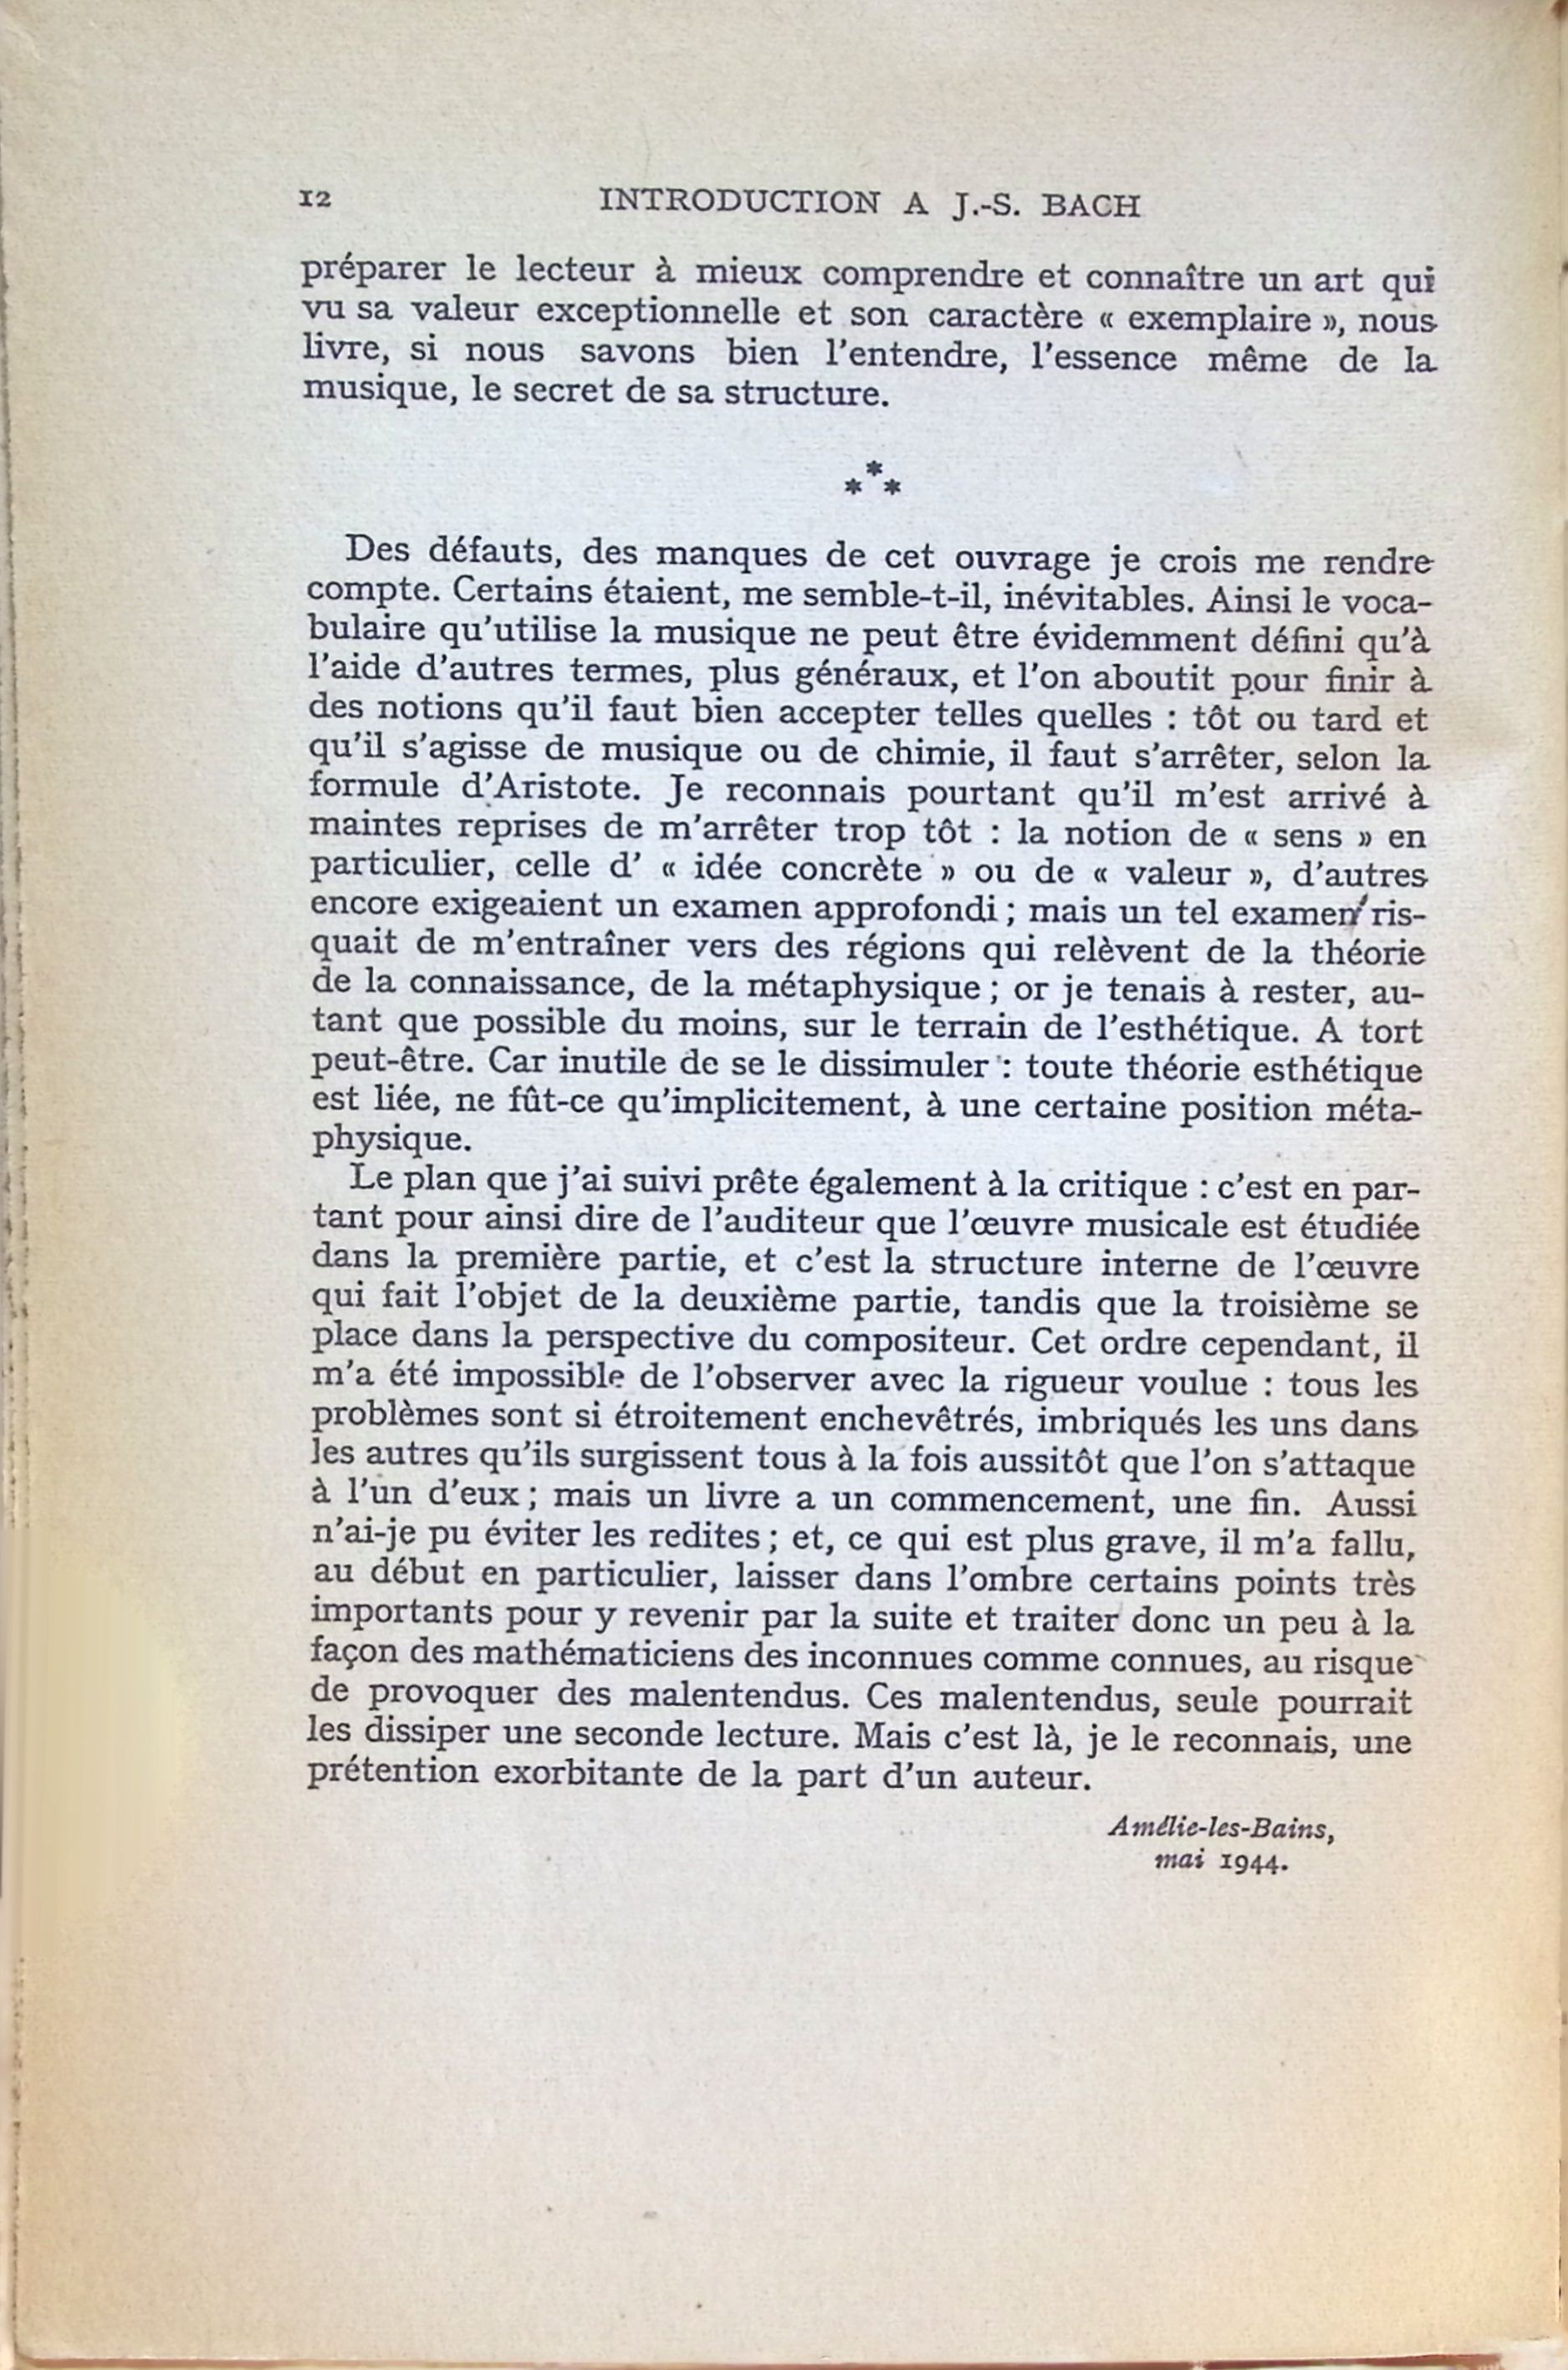 12 INTRODUCTION A J.-S. BACH
préparer le lecteur à mieux comprendre et connaître un art qui
vu sa valeur exceptionnelle et son caractère « exemplaire », nous
livre, si nous savons bien l'entendre, l'essence même de la
musique, le secret de sa structure.
* * *
Des défauts, des manques de cet ouvrage je crois me rendre
compte. Certains étaient, me semble-t-il, inévitables. Ainsi le voca-
bulaire qu'utilise la musique ne peut être évidemment défini qu'à
l'aide d'autres termes, plus généraux, et l'on aboutit pour finir à
des notions qu'il faut bien accepter telles quelles : tôt ou tard et
qu'il s'agisse de musique ou de chimie, il faut s'arrêter, selon la
formule d'Aristote. Je reconnais pourtant qu'il m'est arrivé à
maintes reprises de m'arrêter trop tôt : la notion de « sens » en
particulier, celle d' « idée concrète » ou de « valeur », d'autres
encore exigeaient un examen approfondi ; mais un tel examen ris-
quait de m'entraîner vers des régions qui relèvent de la théorie
de la connaissance, de la métaphysique ; or je tenais à rester, au-
tant que possible du moins, sur le terrain de l'esthétique. A tort
peut-être. Car inutile de se le dissimuler : toute théorie esthétique
est liée, ne fût-ce qu'implicitement, à une certaine position méta-
physique.
Le plan que j'ai suivi prête également à la critique : c'est en par-
tant pour ainsi dire de l'auditeur que l'œuvre musicale est étudiée
dans la première partie, et c'est la structure interne de l'œuvre
qui fait l'objet de la deuxième partie, tandis que la troisième se
place dans la perspective du compositeur. Cet ordre cependant, il
m'a été impossible de l'observer avec la rigueur voulue : tous les
problèmes sont si étroitement enchevêtrés, imbriqués les uns dans
les autres qu'ils surgissent tous à la fois aussitôt que l'on s'attaque
à l'un d'eux ; mais un livre a un commencement, une fin. Aussi
n'ai-je pu éviter les redites ; et, ce qui est plus grave, il m'a fallu,
au début en particulier, laisser dans l'ombre certains points très
importants pour y revenir par la suite et traiter donc un peu à la
façon des mathématiciens des inconnues comme connues, au risque
de provoquer des malentendus. Ces malentendus, seule pourrait
les dissiper une seconde lecture. Mais c'est là, je le reconnais, une
prétention exorbitante de la part d'un auteur.
Amélie-les-Bains,
mai 1944.